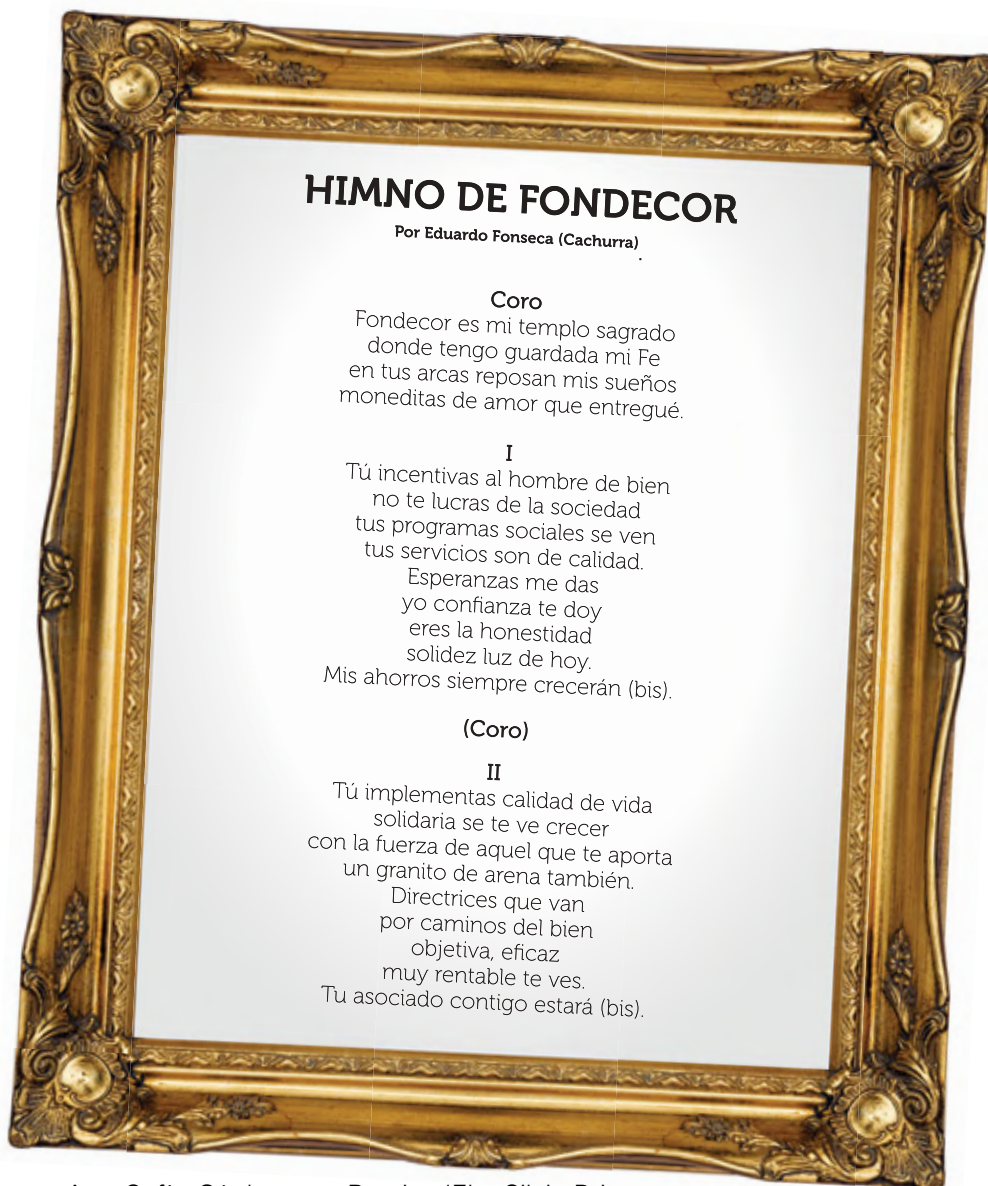 HIMNO DE FONDECOR
Por Eduardo Fonseca (Cachurra)
.
Coro
Fondecor es mi templo sagrado
donde tengo guardada mi Fe
en tus arcas reposan mis sueños
moneditas de amor que entregué.
I
Tú incentivas al hombre de bien
no te lucras de la sociedad
tus programas sociales se ven
tus servicios son de calidad.
Esperanzas me das
yo confianza te doy
eres la honestidad
solidez luz de hoy.
Mis ahorros siempre crecerán (bis).
(Coro)
II
Tú implementas calidad de vida
solidaria se te ve crecer
con la fuerza de aquel que te aporta
un granito de arena también.
Directrices que van
por caminos del bien
objetiva, eficaz
muy rentable te ves.
Tu asociado contigo estará (bis).